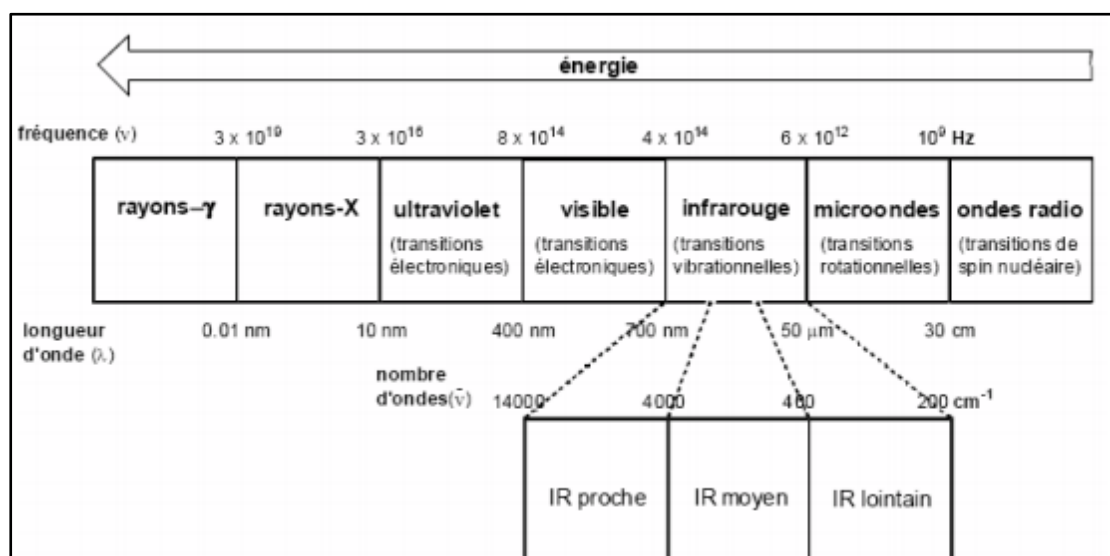 énergie
fréquence (ν) 3 x 10¹⁹ 3 x 10¹⁶ 8 x 10¹⁴ 4 x 10¹⁴ 6 x 10¹² 10⁹ Hz
rayons–γ rayons-X ultraviolet visible infrarouge microondes ondes radio
(transitions (transitions (transitions (transitions (transitions de
électroniques) électroniques) vibrationnelles) rotationnelles) spin nucléaire)
longueur 0.01 nm 10 nm 400 nm 700 nm 50 μm 30 cm
d'onde (λ)
nombre
d'ondes(ν̄) 14000 4000 400 200 cm⁻¹
IR proche IR moyen IR lointain